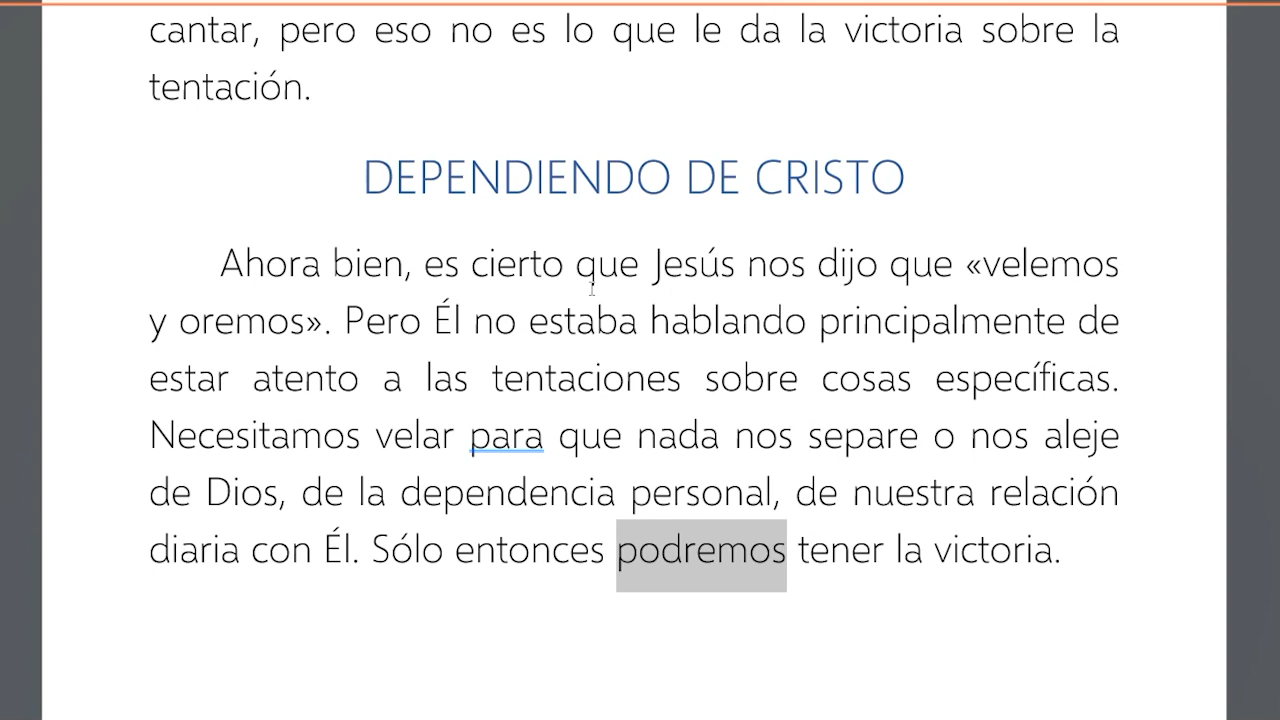 cantar, pero eso no es lo que le da la victoria sobre la
tentación.
DEPENDIENDO DE CRISTO
Ahora bien, es cierto que Jesús nos dijo que «velemos
y oremos». Pero Él no estaba hablando principalmente de
estar atento a las tentaciones sobre cosas específicas.
Necesitamos velar para que nada nos separe o nos aleje
de Dios, de la dependencia personal, de nuestra relación
diaria con Él. Sólo entonces podremos tener la victoria.